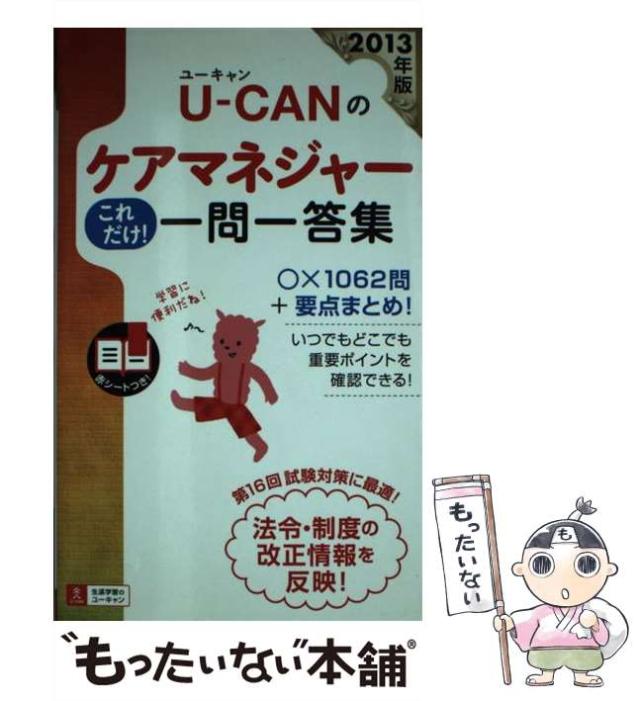 2013
年版
ユーキャン
U-CANの
ケアマネジャー
これ
だけ!
一問一答集
○×1062問
+要点まとめ!
いつでもどこでも
重要ポイントを
確認できる!
学習に
便利だね!
赤シートつき!
第16回試験対策に最適!
法令・制度の
改正情報を
反映!
生涯学習の
ユーキャン
も
もったいない
"もったいない"本舗®